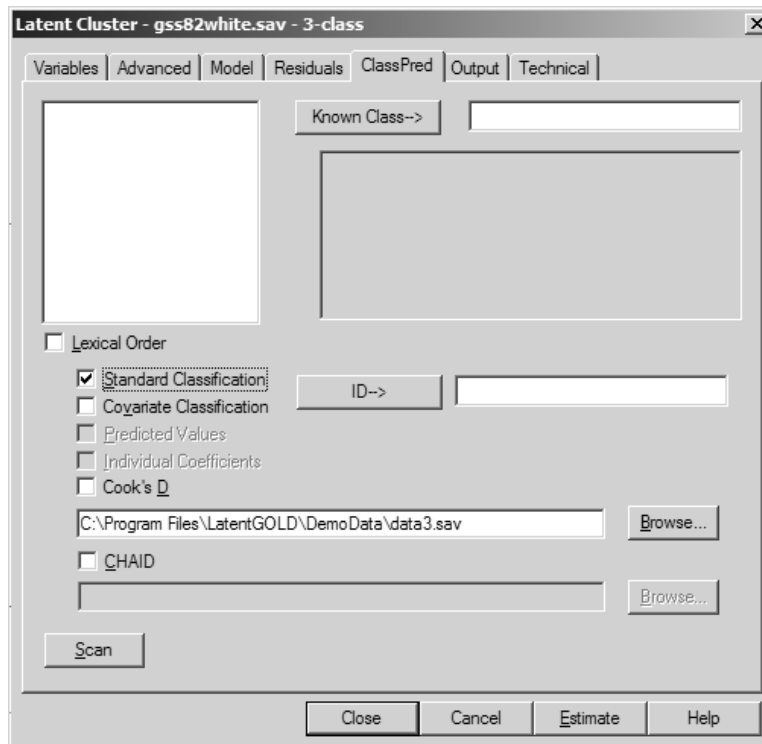 Latent Cluster - gss82white.sav - 3-class
Variables Advanced Model Residuals ClassPred Output Technical
Known Class-->
Lexical Order
Standard Classification
ID-->
Covariate Classification
Predicted Values
Individual Coefficients
Cook's D
C:\Program Files\LatentGOLD\DemoData\data3.sav Browse...
CHAID
Browse...
Scan
Close Cancel Estimate Help